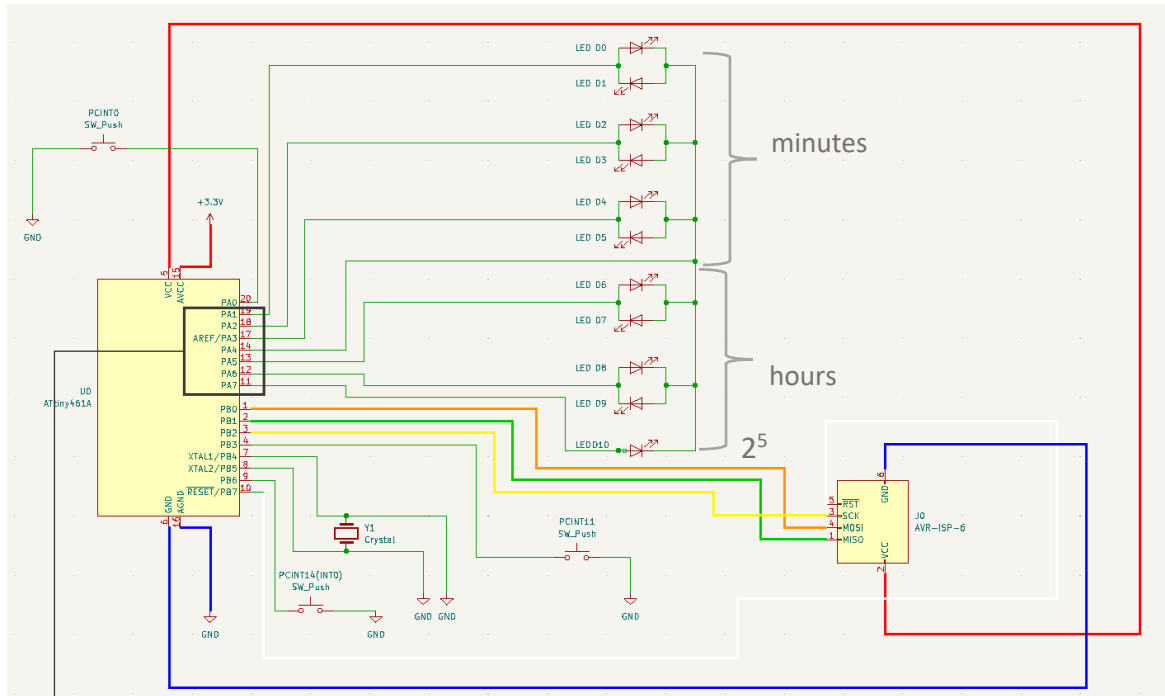 LED D0
LED D1
PCINT0
SW_Push
LED D2
LED D3
minutes
+3.3V
LED D4
LED D5
GND
5
15
VCC
AVCC
LED D6
LED D7
PA0
20
PA1
19
PA2
18
AREF/PA3
17
PA4
14
PA5
13
PA6
12
PA7
11
LED D8
LED D9
hours
U0
ATtiny461A
PB0
1
PB1
2
PB2
3
PB3
4
XTAL1/PB4
7
XTAL2/PB5
8
PB6
9
RESET/PB7
10
LEDD10
2⁵
6
GND
5
RST
3
SCK
4
MOSI
1
MISO
J0
AVR-ISP-6
VCC
2
GND
AGND
6
16
Y1
Crystal
PCINT11
SW_Push
PCINT14(INT0)
SW_Push
GND
GND
GND
GND
GND